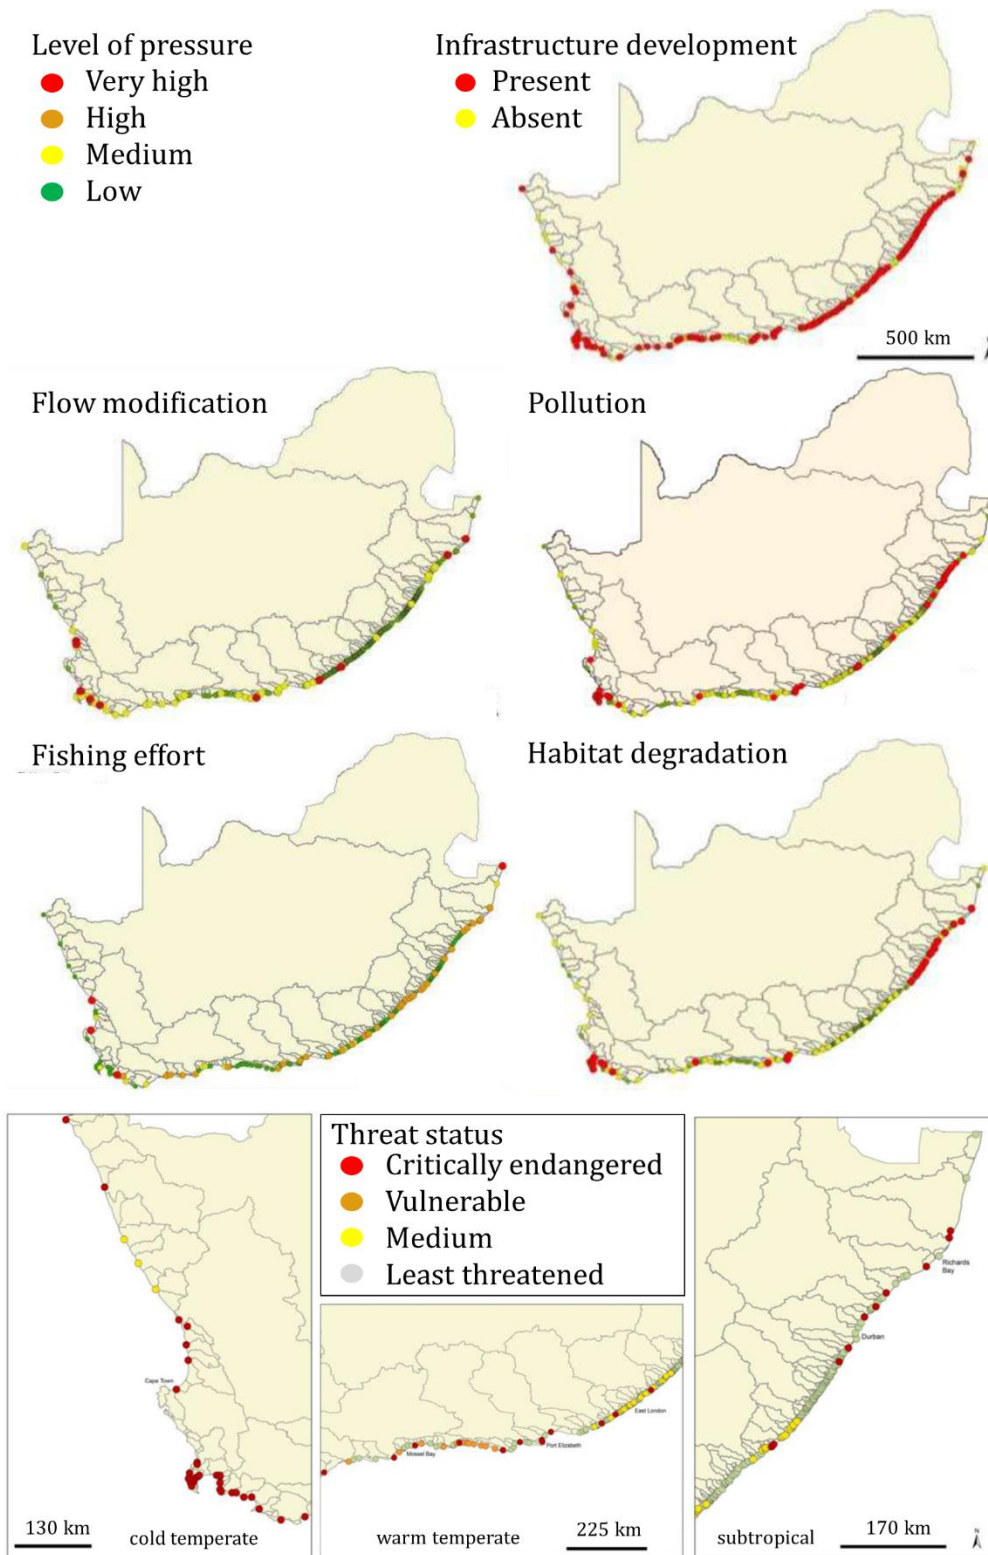 Level of pressure
Very high
High
Medium
Low
Infrastructure development
Present
Absent
500 km
Flow modification
Pollution
Fishing effort
Habitat degradation
Threat status
Critically endangered
Vulnerable
Medium
Least threatened
Cape Town
130 km
cold temperate
Mossel Bay
Port Elizabeth
East London
warm temperate
225 km
Richards
Bay
Durban
subtropical
170 km
N